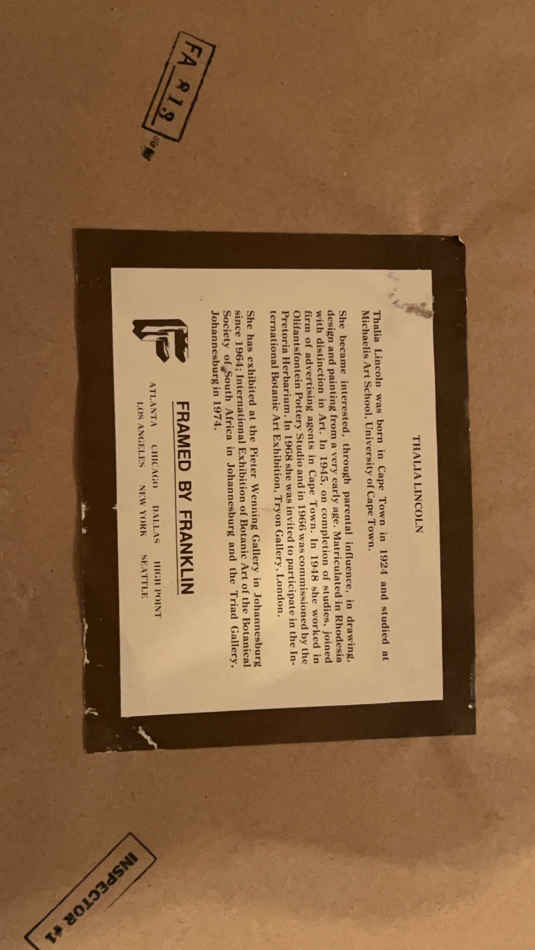 FA 818
THALIA LINCOLN
Thalia Lincoln was born in Cape Town in 1924 and studied at
Michaelis Art School, University of Cape Town.
She became interested, through parental influence, in drawing,
design and painting from a very early age. Matriculated in Rhodesia
with distinction in Art. In 1945, on completion of studies, joined
firm of advertising agents in Cape Town. In 1948 she worked in
Olifantsfontein Pottery Studio and in 1966 was commissioned by the
Pretoria Herbarium. In 1968 she was invited to participate in the In-
ternational Botanic Art Exhibition, Tryon Gallery, London.
She has exhibited at the Pieter Wenning Gallery in Johannesburg
since 1964; International Exhibition of Botanic Art of the Botanical
Society of South Africa in Johannesburg and the Triad Gallery,
Johannesburg in 1974.
FRAMED BY FRANKLIN
ATLANTA CHICAGO DALLAS HIGH POINT
LOS ANGELES NEW YORK SEATTLE
INSPECTOR #1